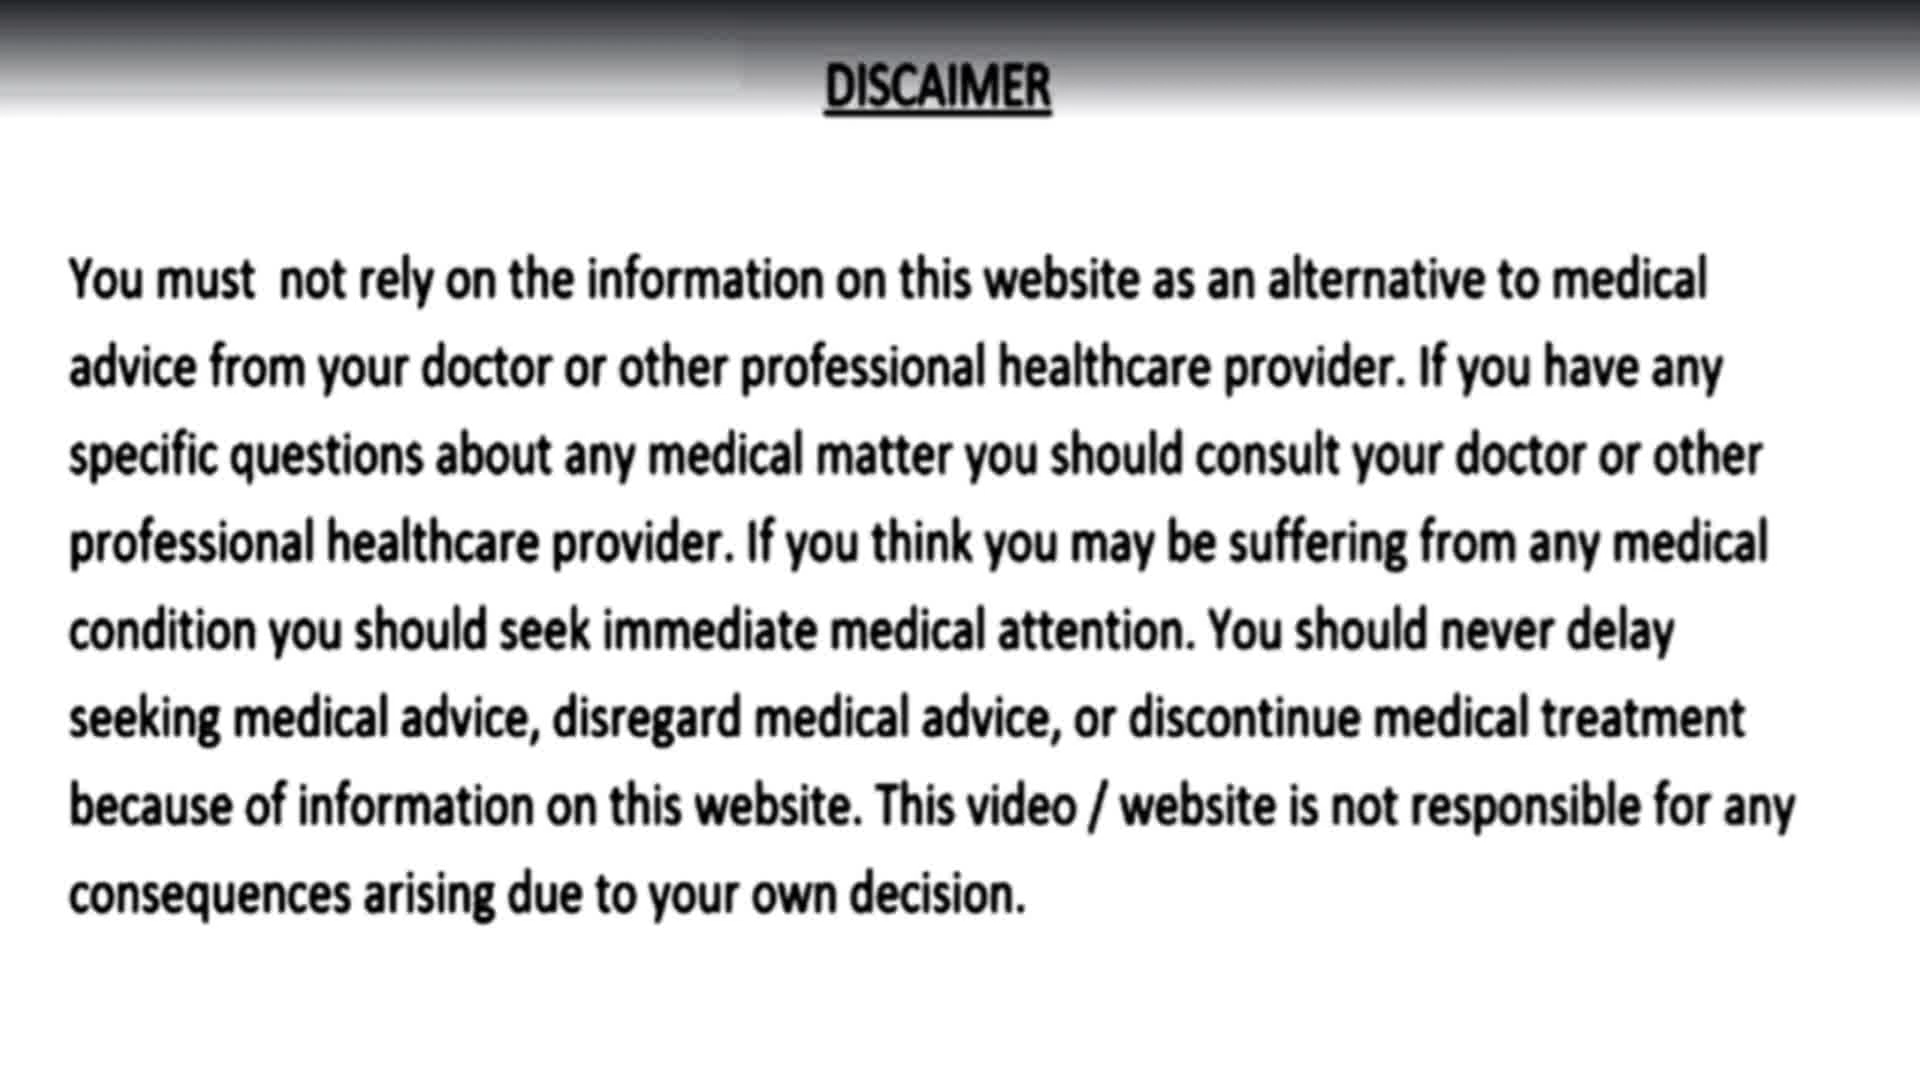 DISCAIMER
You must  not rely on the information on this website as an alternative to medical
advice from your doctor or other professional healthcare provider. If you have any
specific questions about any medical matter you should consult your doctor or other
professional healthcare provider. If you think you may be suffering from any medical
condition you should seek immediate medical attention. You should never delay
seeking medical advice, disregard medical advice, or discontinue medical treatment
because of information on this website. This video / website is not responsible for any
consequences arising due to your own decision.